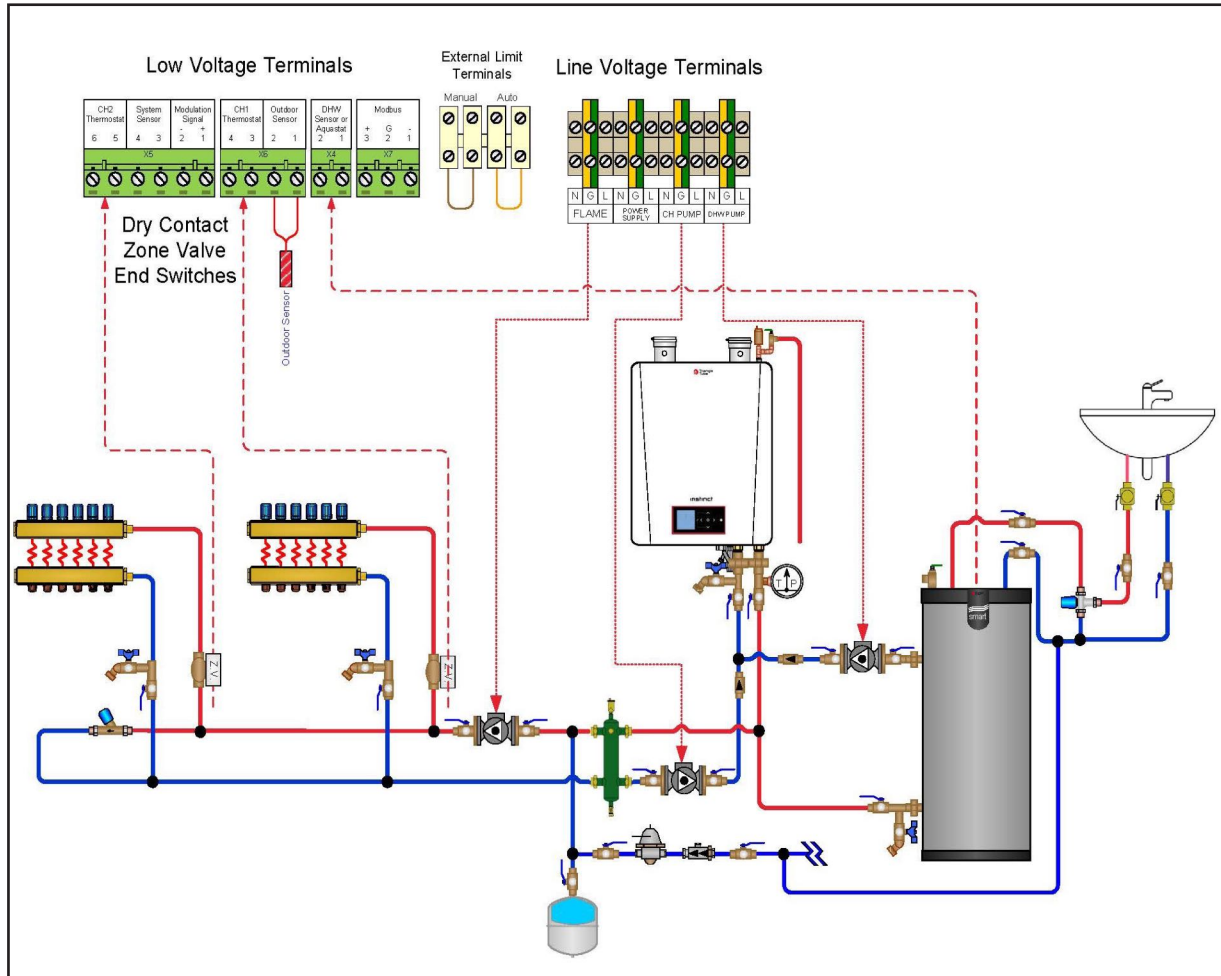 Low Voltage Terminals
External Limit
Terminals
Line Voltage Terminals
Manual Auto
CH2
Thermostat
6 5
System
Sensor
4 3
Modulation
Signal
- +
2 1
X5
CH1
Thermostat
4 3
Outdoor
Sensor
2 1
X6
DHW
Sensor or
Aquastat
2 1
X4
Modbus
+ G -
3 2 1
X7
N G L N G L N G L N G L
FLAME
POWER
SUPPLY
CH PUMP
DHW PUMP
Dry Contact
Zone Valve
End Switches
Outdoor Sensor
instinct
T P
smart
Z.V.
Z.V.